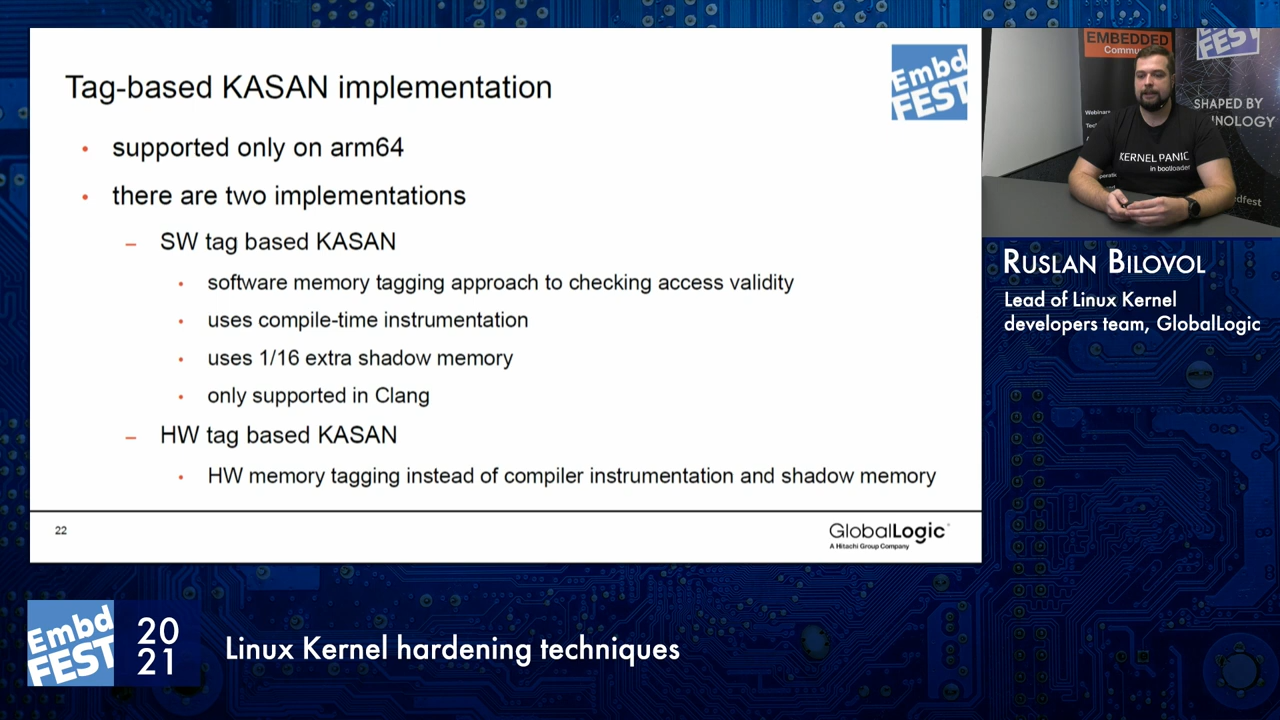 Tag-based KASAN implementation
Embd
FEST
• supported only on arm64
• there are two implementations
– SW tag based KASAN
• software memory tagging approach to checking access validity
• uses compile-time instrumentation
• uses 1/16 extra shadow memory
• only supported in Clang
– HW tag based KASAN
• HW memory tagging instead of compiler instrumentation and shadow memory
22
GlobalLogic
A Hitachi Group Company
EMBEDDED
FEST
SHAPED BY
Webinars
KERNEL PANIC
in bootloader
RUSLAN BILOVOL
Lead of Linux Kernel
developers team, GlobalLogic
Embd
FEST
20
21
Linux Kernel hardening techniques